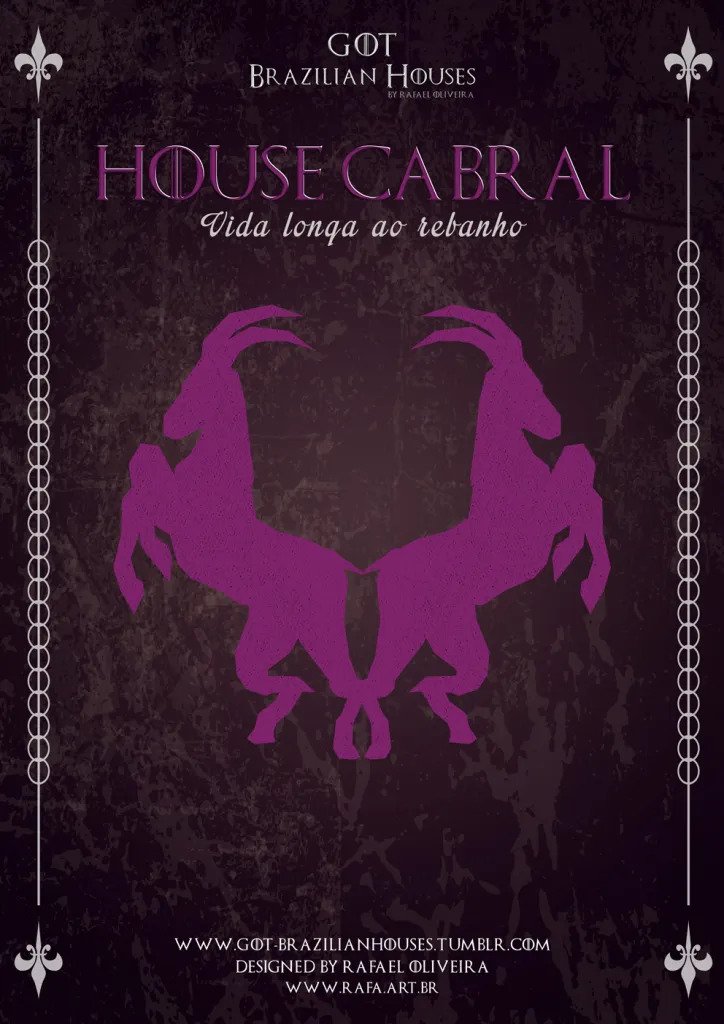 GOT
BRAZILIAN HOUSES
BY RAFAEL OLIVEIRA
HOUSE CABRAL
Vida longa ao rebanho
WWW.GOT-BRAZILIANHOUSES.TUMBLR.COM
DESIGNED BY RAFAEL OLIVEIRA
WWW.RAFA.ART.BR